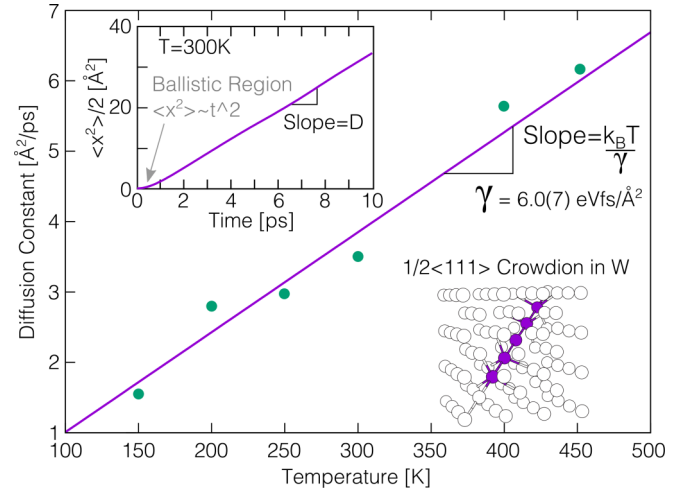 7
6
5
4
3
2
1
Diffusion Constant [Å²/ps]
100
150
200
250
300
350
400
450
500
Temperature [K]
40
20
0
<x²>/2 [Å²]
T=300K
Ballistic Region
<x²>~t^2
Slope=D
0
2
4
6
8
10
Time [ps]
Slope=k_BT
γ
γ = 6.0(7) eVfs/Å²
1/2<111> Crowdion in W